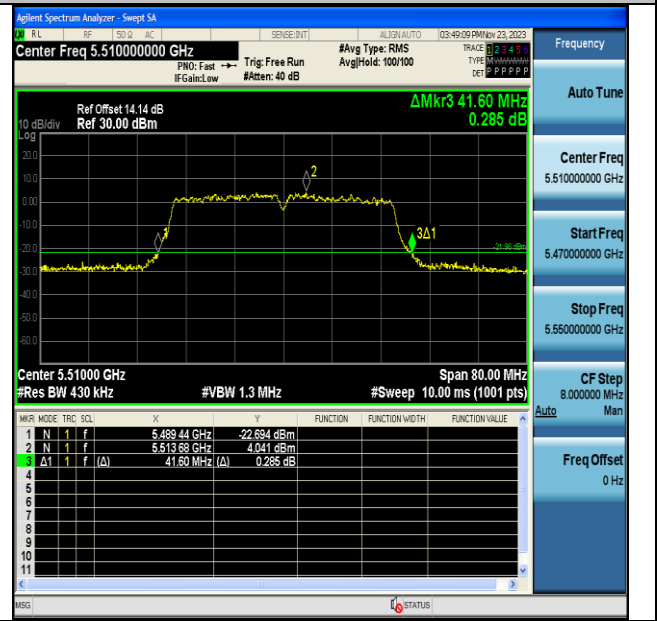 Agilent Spectrum Analyzer - Swept SA
RL RF 50 Ω AC SENSE:INT ALIGN AUTO 03:49:09 PM Nov 23, 2023
Center Freq 5.510000000 GHz
PNO: Fast
IFGain:Low
Trig: Free Run
#Atten: 40 dB
#Avg Type: RMS
Avg|Hold: 100/100
TRACE 1 2 3 4 5 6
TYPE M
DET P P P P P P
Frequency
Auto Tune
Center Freq
5.510000000 GHz
Start Freq
5.470000000 GHz
Stop Freq
5.550000000 GHz
CF Step
8.000000 MHz
Auto Man
Freq Offset
0 Hz
Ref Offset 14.14 dB
10 dB/div Ref 30.00 dBm
Log
ΔMkr3 41.60 MHz
0.285 dB
20.0
10.0
0.00
-10.0
-20.0
-30.0
-50.0
-60.0
1
2
3Δ1
-21.96 dBm
Center 5.51000 GHz Span 80.00 MHz
#Res BW 430 kHz #VBW 1.3 MHz #Sweep 10.00 ms (1001 pts)
MKR MODE TRC SCL X Y FUNCTION FUNCTION WIDTH FUNCTION VALUE
1 N 1 f 5.489 44 GHz -22.694 dBm
2 N 1 f 5.513 68 GHz 4.041 dBm
3 Δ1 1 f (Δ) 41.60 MHz (Δ) 0.285 dB
4
5
6
7
8
9
10
11
MSG STATUS